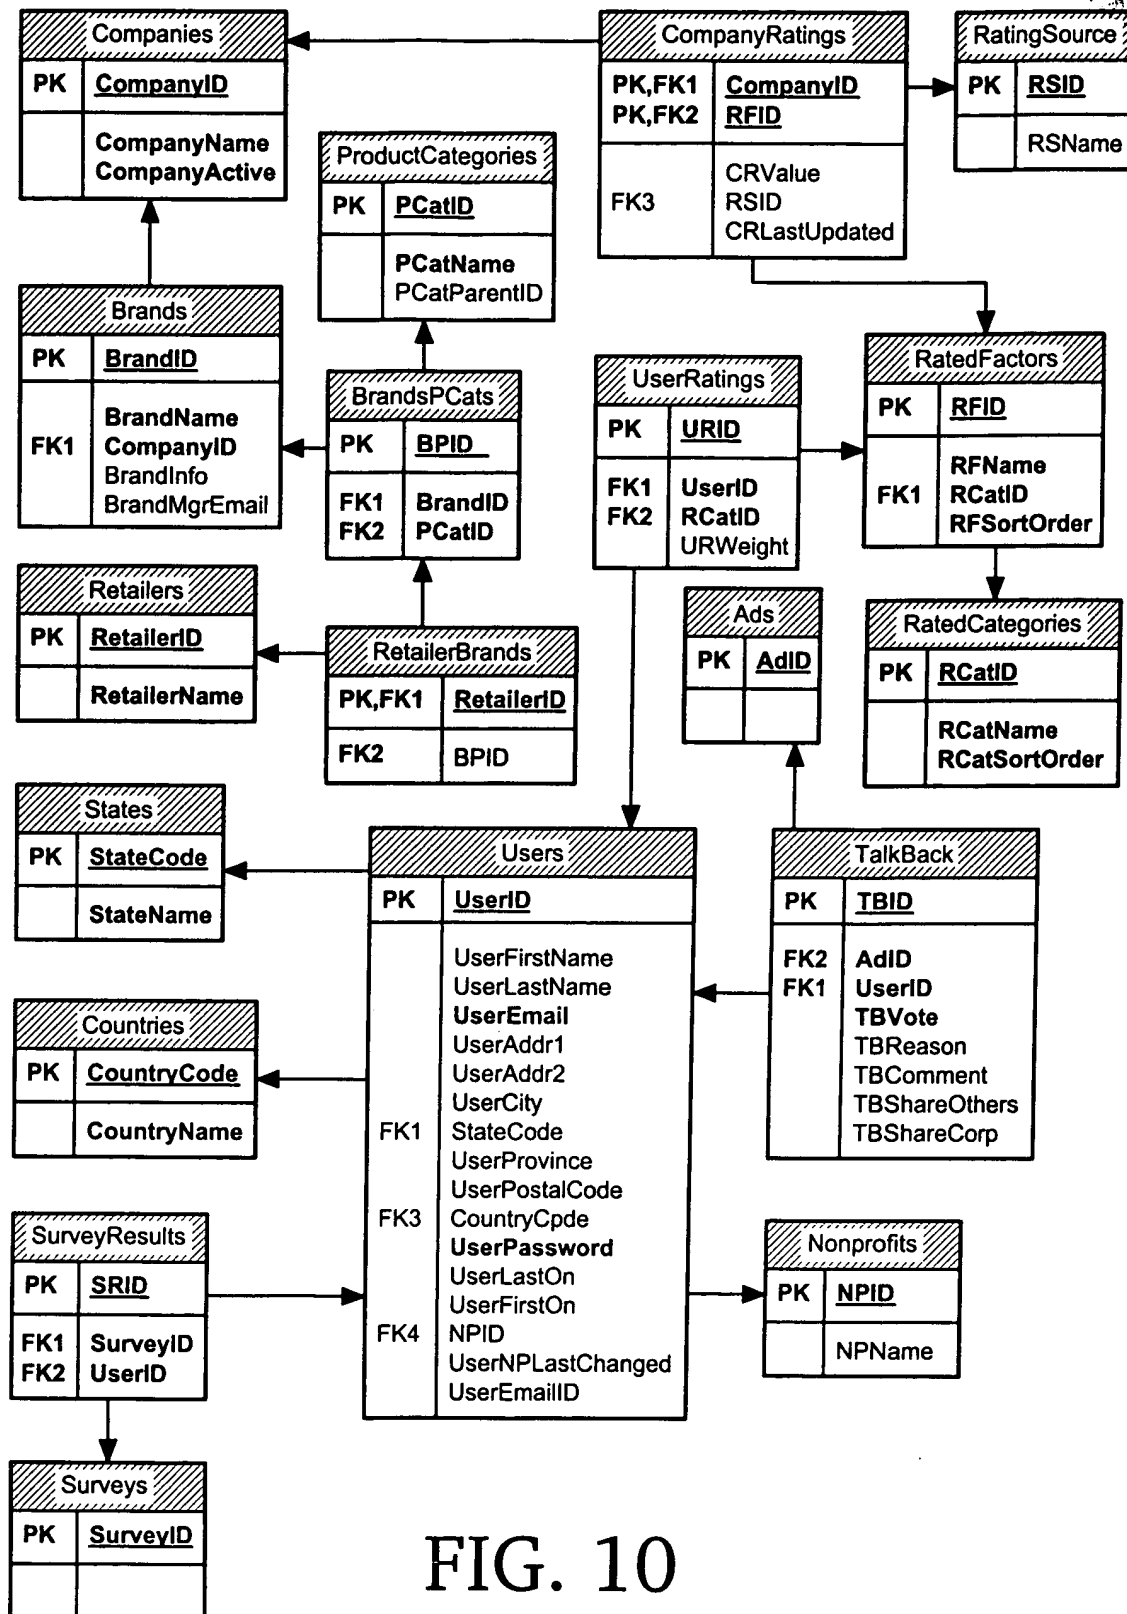 Companies
PK CompanyID
CompanyName
CompanyActive
CompanyRatings
PK,FK1 CompanyID
PK,FK2 RFID
CRValue
FK3 RSID
CRLastUpdated
RatingSource
PK RSID
RSName
ProductCategories
PK PCatID
PCatName
PCatParentID
Brands
PK BrandID
BrandName
FK1 CompanyID
BrandInfo
BrandMgrEmail
BrandsPCats
PK BPID
FK1 BrandID
FK2 PCatID
UserRatings
PK URID
FK1 UserID
FK2 RCatID
URWeight
RatedFactors
PK RFID
RFName
FK1 RCatID
RFSortOrder
Retailers
PK RetailerID
RetailerName
RetailerBrands
PK,FK1 RetailerID
FK2 BPID
Ads
PK AdID
RatedCategories
PK RCatID
RCatName
RCatSortOrder
States
PK StateCode
StateName
Users
PK UserID
UserFirstName
UserLastName
UserEmail
UserAddr1
UserAddr2
UserCity
FK1 StateCode
UserProvince
UserPostalCode
FK3 CountryCpde
UserPassword
UserLastOn
UserFirstOn
FK4 NPID
UserNPLastChanged
UserEmailID
TalkBack
PK TBID
FK2 AdID
FK1 UserID
TBVote
TBReason
TBComment
TBShareOthers
TBShareCorp
Countries
PK CountryCode
CountryName
SurveyResults
PK SRID
FK1 SurveyID
FK2 UserID
Nonprofits
PK NPID
NPName
Surveys
PK SurveyID
FIG. 10